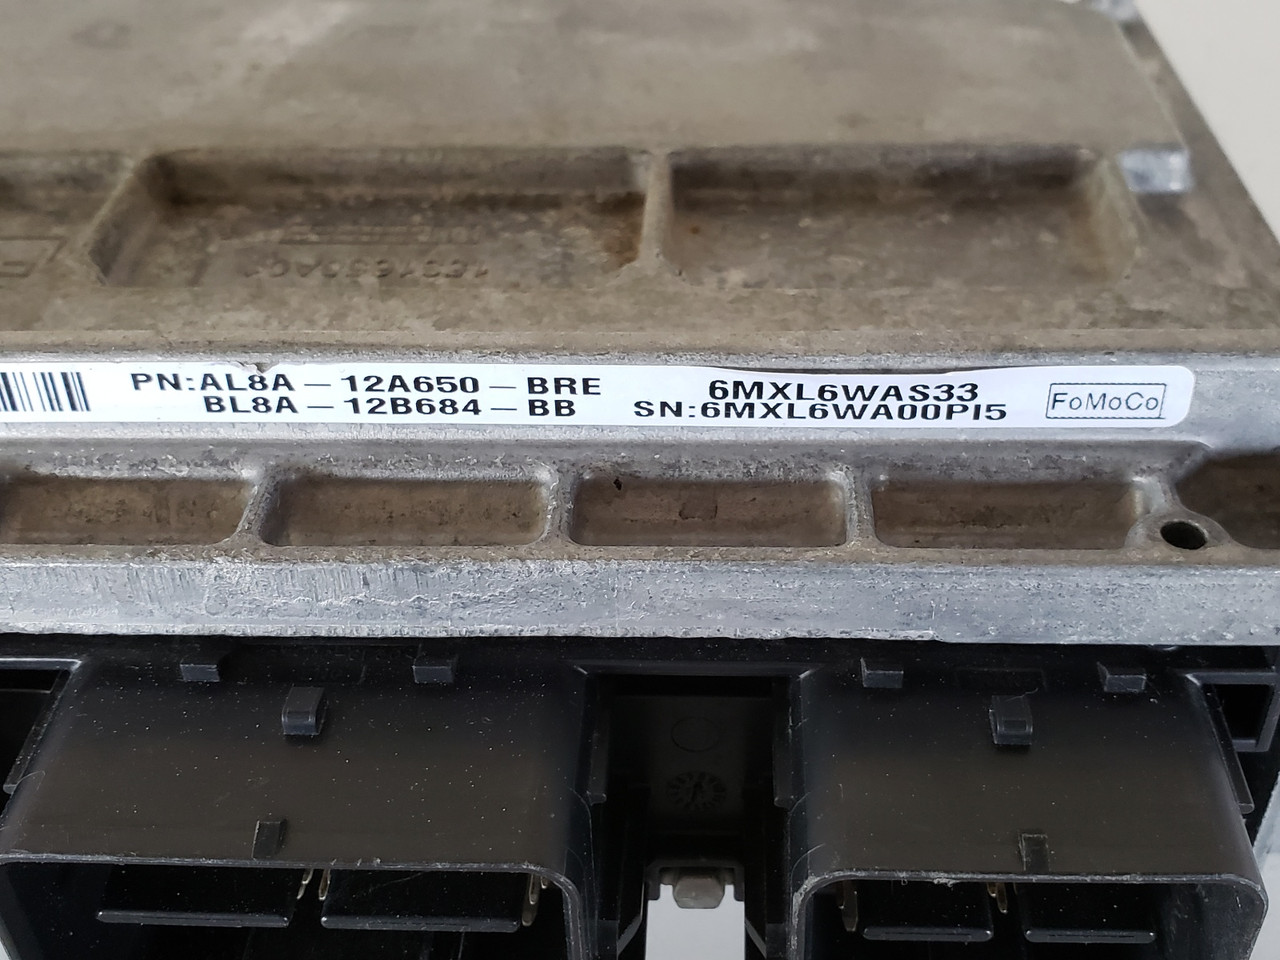 PN:AL8A-12A650-BRE
BL8A-12B684-BB
6MXL6WAS33
SN:6MXL6WA00PI5
FoMoCo